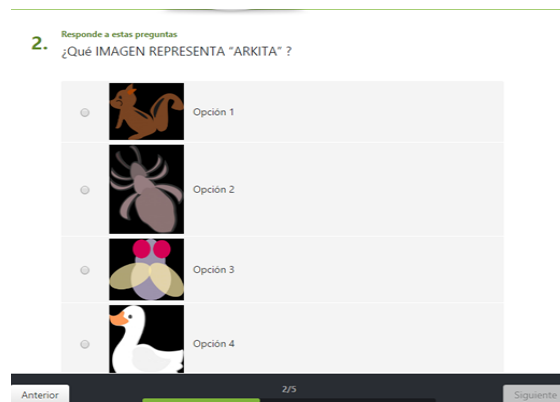 Responde a estas preguntas
2.
¿Qué IMAGEN REPRESENTA “ARKITA” ?
Opción 1
Opción 2
Opción 3
Opción 4
2/5
Anterior
Siguiente